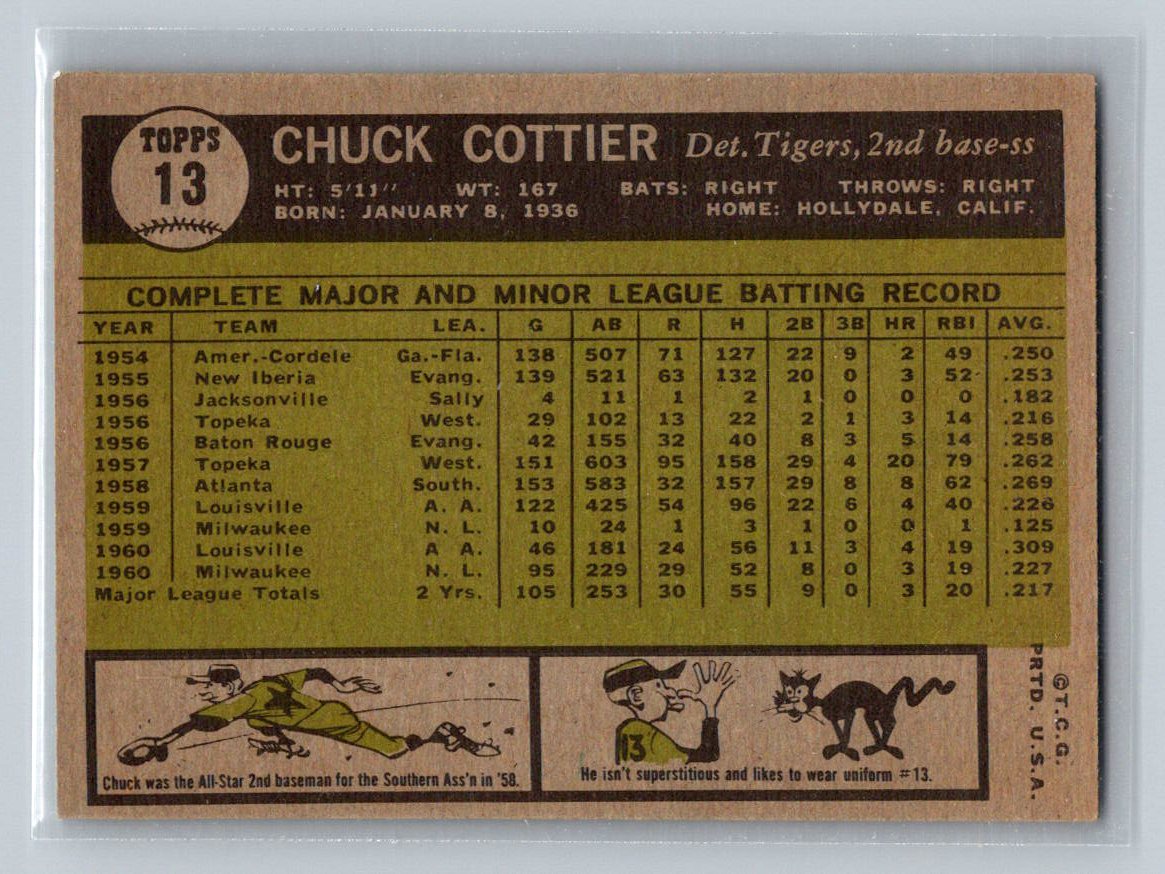 TOPPS
13
CHUCK COTTIER Det. Tigers, 2nd base-ss
HT: 5'11" WT: 167 BATS: RIGHT THROWS: RIGHT
BORN: JANUARY 8, 1936 HOME: HOLLYDALE, CALIF.
COMPLETE MAJOR AND MINOR LEAGUE BATTING RECORD
YEAR TEAM LEA. G AB R H 2B 3B HR RBI AVG.
1954 Amer.-Cordele Ga.-Fla. 138 507 71 127 22 9 2 49 .250
1955 New Iberia Evang. 139 521 63 132 20 0 3 52 .253
1956 Jacksonville Sally 4 11 1 2 1 0 0 0 .182
1956 Topeka West. 29 102 13 22 2 1 3 14 .216
1956 Baton Rouge Evang. 42 155 32 40 8 3 5 14 .258
1957 Topeka West. 151 603 95 158 29 4 20 79 .262
1958 Atlanta South. 153 583 32 157 29 8 8 62 .269
1959 Louisville A. A. 122 425 54 96 22 6 4 40 .226
1959 Milwaukee N. L. 10 24 1 3 1 0 0 1 .125
1960 Louisville A A. 46 181 24 56 11 3 4 19 .309
1960 Milwaukee N. L. 95 229 29 52 8 0 3 19 .227
Major League Totals 2 Yrs. 105 253 30 55 9 0 3 20 .217
Chuck was the All-Star 2nd baseman for the Southern Ass'n in '58.
13
He isn't superstitious and likes to wear uniform #13.
©T.C.G.
PRTD. U.S.A.